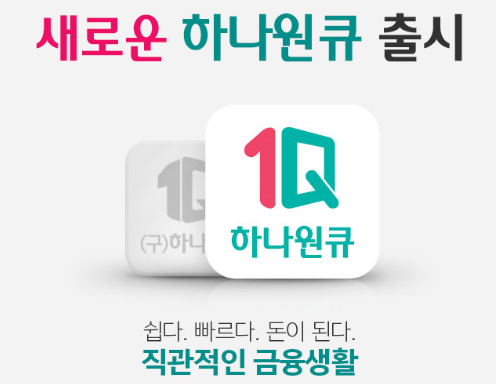 새로운 하나원큐 출시
1Q
1Q
(구)하나
하나원큐
쉽다. 빠르다. 돈이 된다.
직관적인 금융생활